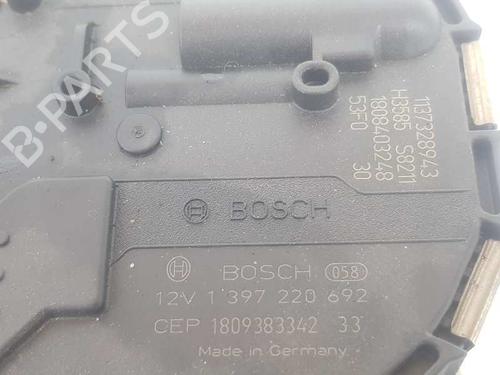 B-PARTS
1137328943
H3585 S8211
1808403248
53F0 30
BOSCH
BOSCH 058
12V 1 397 220 692
CEP 1809383342 33
Made in Germany